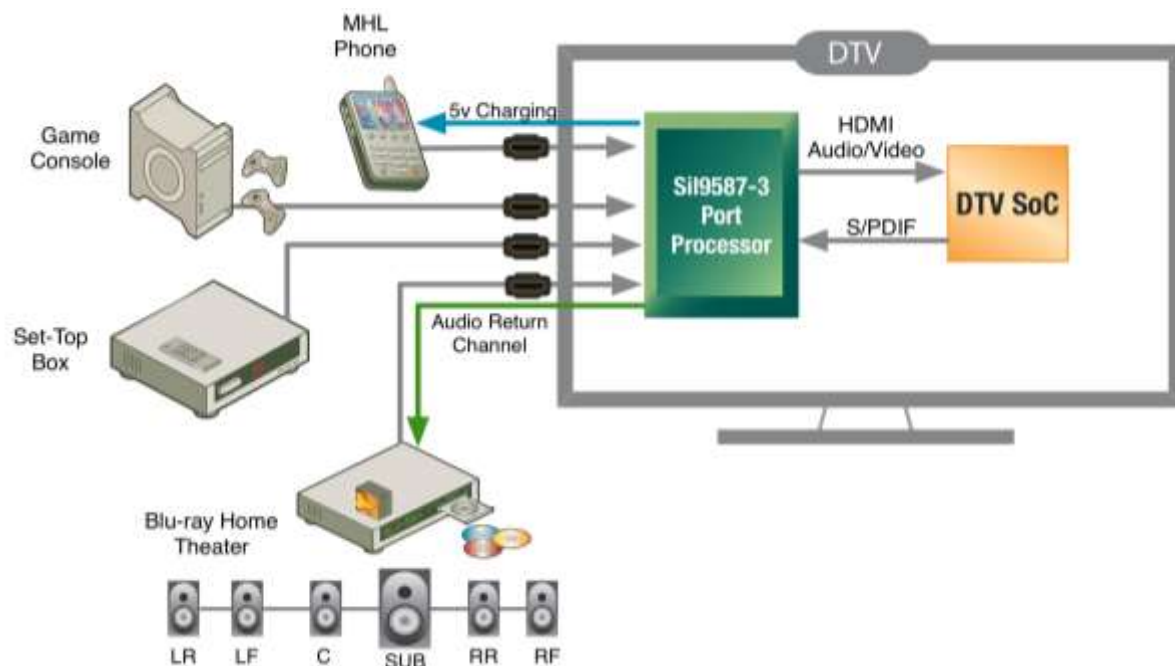 MHL
Phone
DTV
Game
Console
5v Charging
HDMI
Audio/Video
SiI9587-3
Port
Processor
DTV SoC
S/PDIF
Set-Top
Box
Audio Return
Channel
Blu-ray Home
Theater
LR LF C SUB RR RF